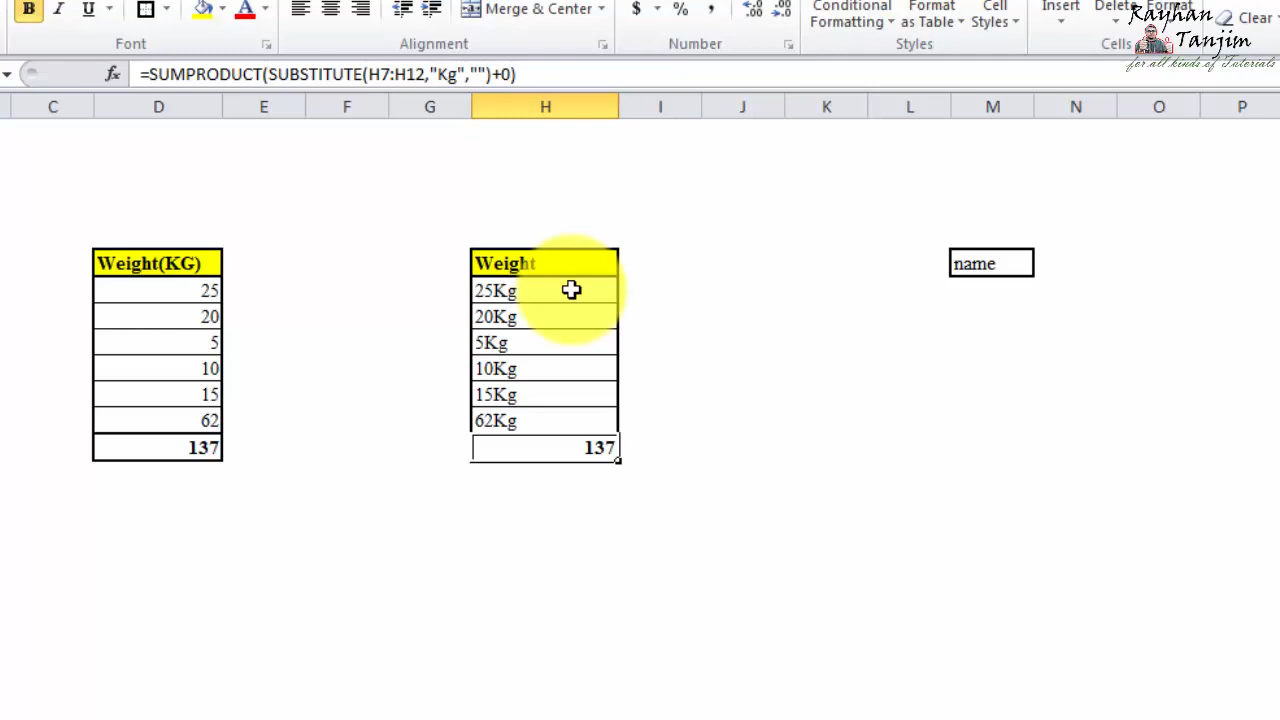 B I U A Merge & Center $ % , Conditional Formatting Format as Table Cell Styles Insert Delete Format Clear
Font Alignment Number Styles Cells
Rayhan
Tanjim
for all kinds of Tutorials
fx =SUMPRODUCT(SUBSTITUTE(H7:H12,"Kg","")+0)
C D E F G H I J K L M N O P
Weight(KG) Weight name
25 25Kg
20 20Kg
5 5Kg
10 10Kg
15 15Kg
62 62Kg
137 137